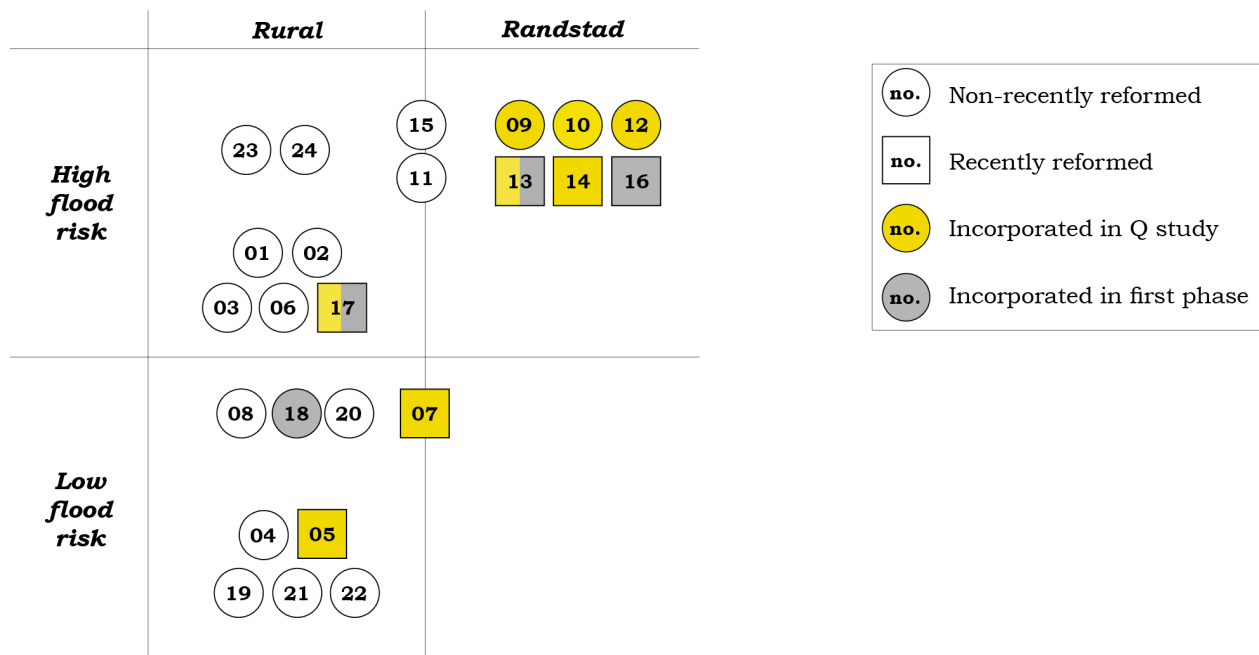 Rural Randstad
High
flood
risk
15
09 10 12
23 24
11
13 14 16
01 02
03 06 17
Low
flood
risk
08 18 20 07
04 05
19 21 22
no. Non-recently reformed
no. Recently reformed
no. Incorporated in Q study
no. Incorporated in first phase